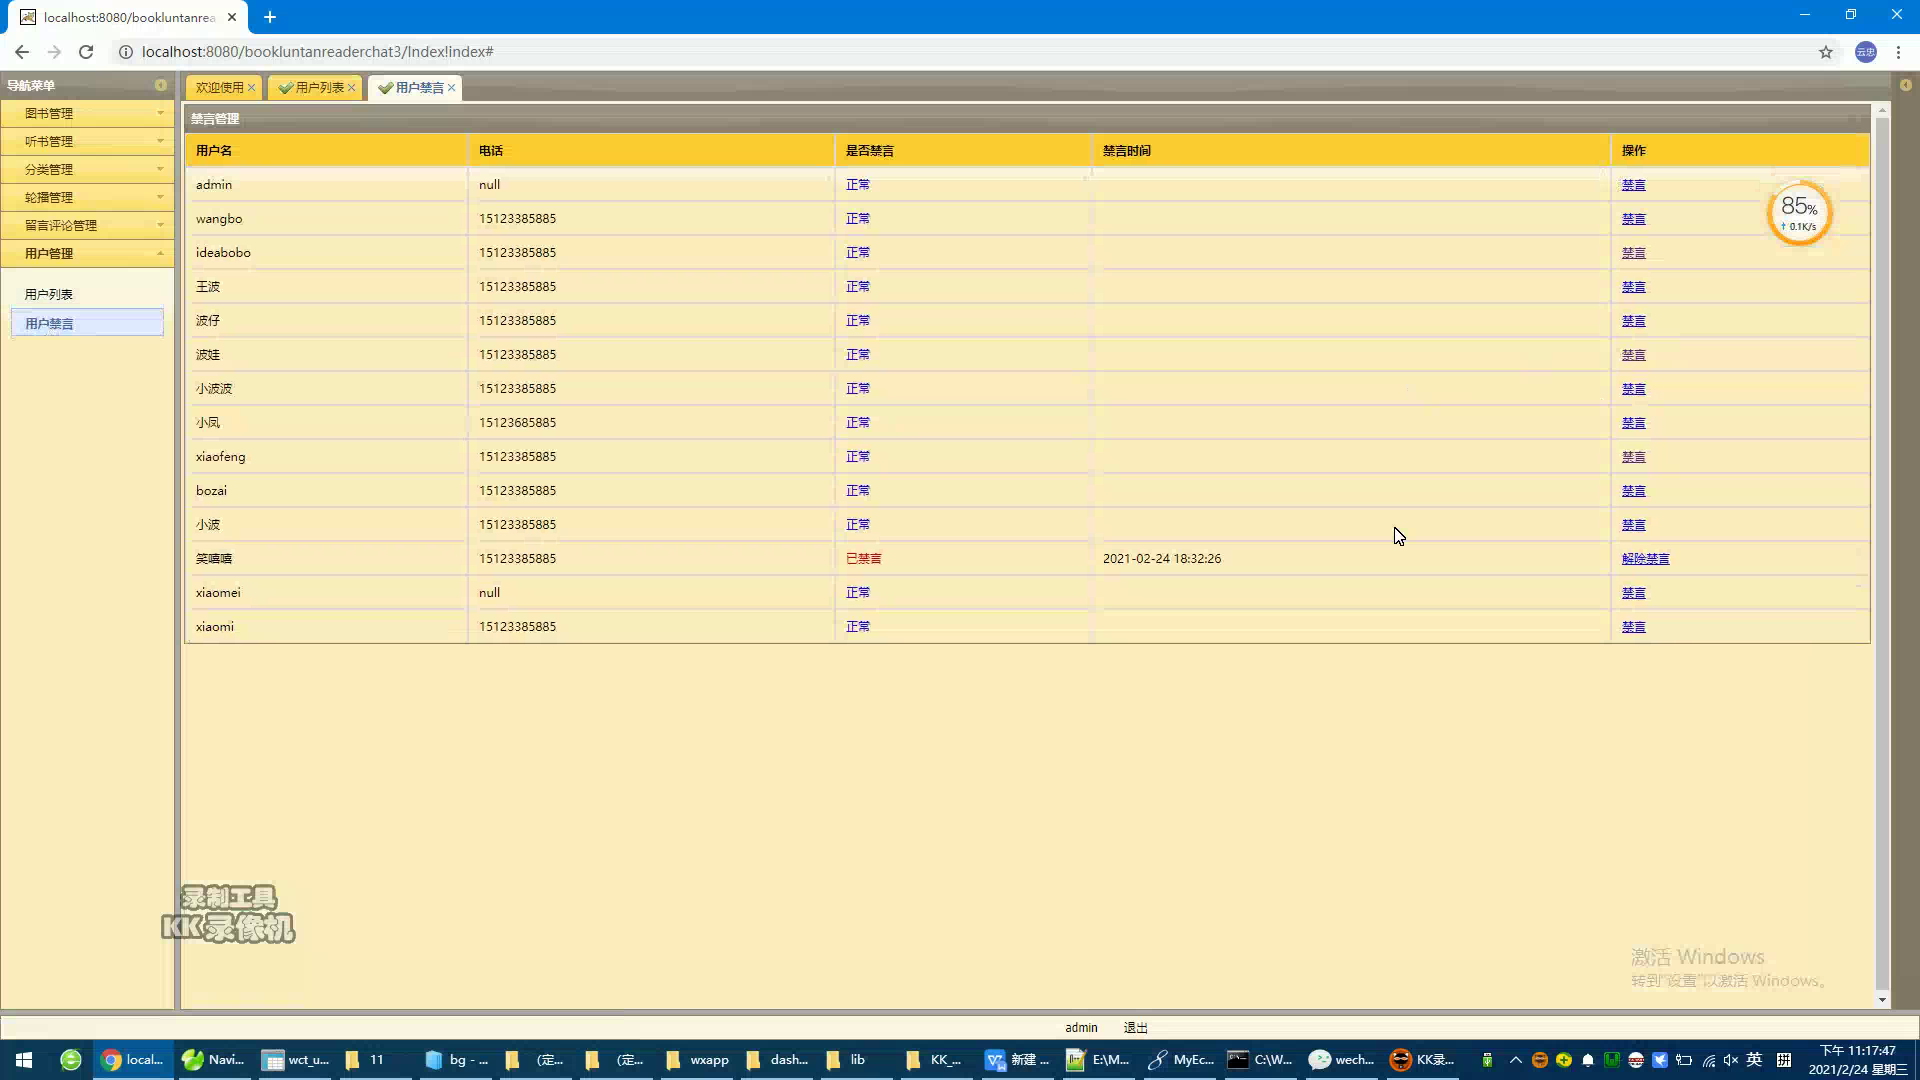 localhost:8080/bookluntanrea
localhost:8080/bookluntanreaderchat3/Index!index#
云忠
导航菜单
图书管理
听书管理
分类管理
轮播管理
留言评论管理
用户管理
用户列表
用户禁言
欢迎使用 用户列表 用户禁言
禁言管理
用户名 电话 是否禁言 禁言时间 操作
admin null 正常 禁言
wangbo 15123385885 正常 禁言
ideabobo 15123385885 正常 禁言
王波 15123385885 正常 禁言
波仔 15123385885 正常 禁言
波娃 15123385885 正常 禁言
小波波 15123385885 正常 禁言
小凤 15123685885 正常 禁言
xiaofeng 15123385885 正常 禁言
bozai 15123385885 正常 禁言
小波 15123385885 正常 禁言
笑嘻嘻 15123385885 已禁言 2021-02-24 18:32:26 解除禁言
xiaomei null 正常 禁言
xiaomi 15123385885 正常 禁言
85%
↑ 0.1K/s
录制工具
KK录像机
激活 Windows
转到"设置"以激活 Windows。
admin 退出
local... Navi... wct_u... 11 bg - ... (定... (定... wxapp dash... lib KK_... 新建 ... E:\M... MyEc... C:\W... wech... KK录... 英 拼
下午 11:17:47
2021/2/24 星期三